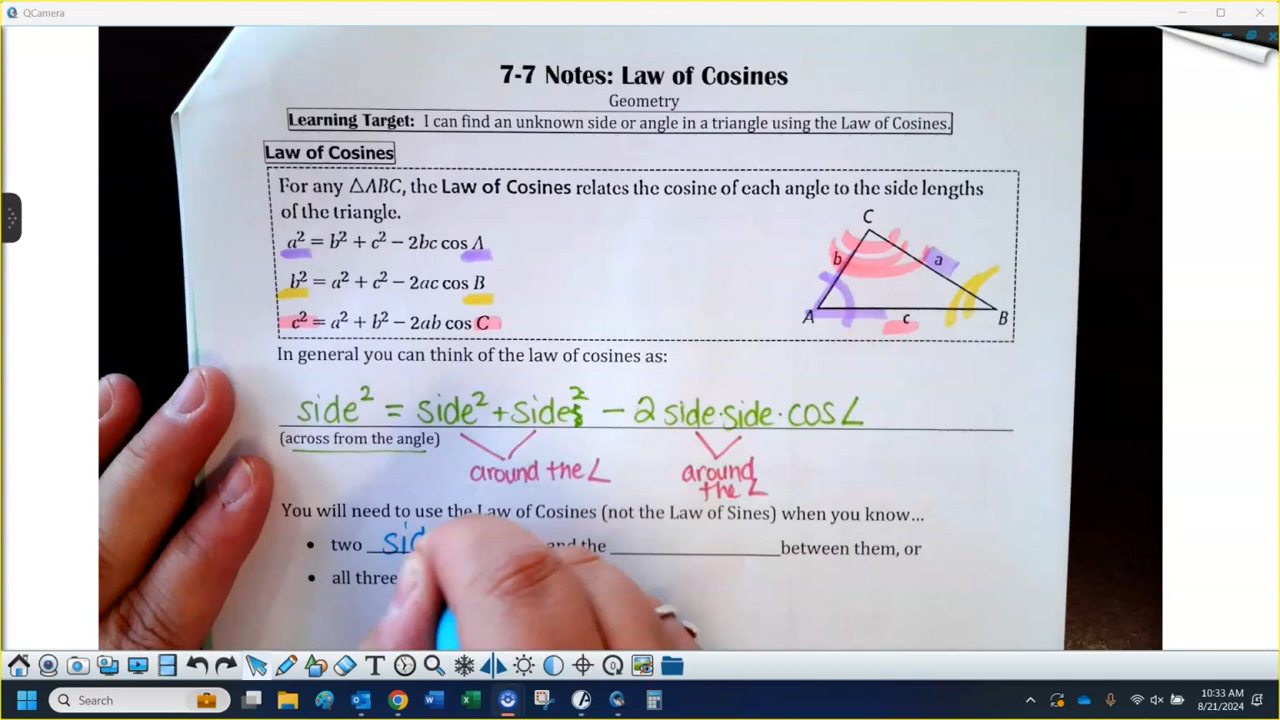 QCamera
7-7 Notes: Law of Cosines
Geometry
Learning Target: I can find an unknown side or angle in a triangle using the Law of Cosines.
Law of Cosines
For any △ABC, the Law of Cosines relates the cosine of each angle to the side lengths
of the triangle.
a² = b² + c² − 2bc cos A
b² = a² + c² − 2ac cos B
c² = a² + b² − 2ab cos C
C
b
a
A
c
B
In general you can think of the law of cosines as:
side² = side² + side² − 2 side·side·cos∠
(across from the angle)
around the ∠
around
the ∠
You will need to use the Law of Cosines (not the Law of Sines) when you know…
• two sid and the ____________________between them, or
• all three
Search
10:33 AM
8/21/2024